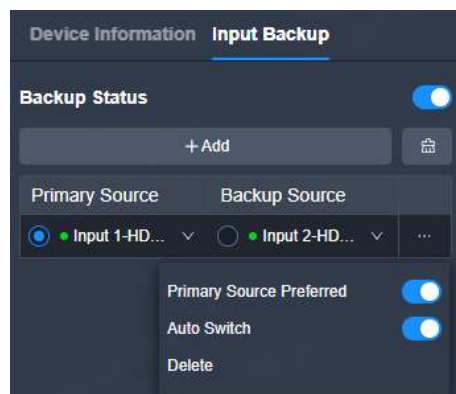 Device Information Input Backup
Backup Status
+ Add
Primary Source Backup Source
Input 1-HD... Input 2-HD... ...
Primary Source Preferred
Auto Switch
Delete